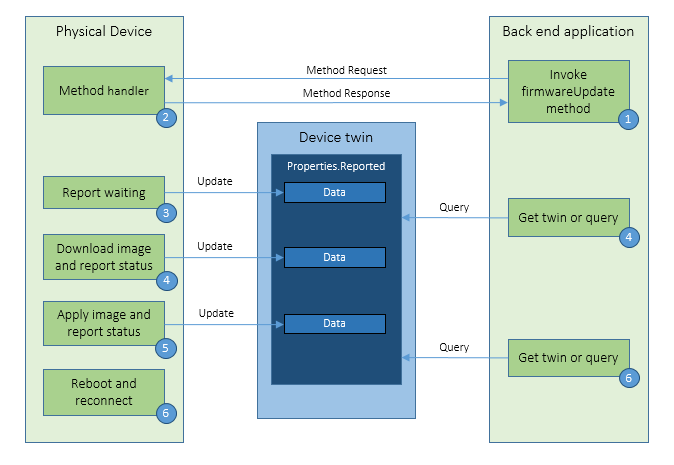 Physical Device
Back end application
Method handler
2
Method Request
Method Response
Invoke
firmwareUpdate
method
1
Device twin
Properties.Reported
Report waiting
3
Update
Data
Query
Get twin or query
4
Download image
and report status
4
Update
Data
Apply image and
report status
5
Update
Data
Query
Get twin or query
6
Reboot and
reconnect
6